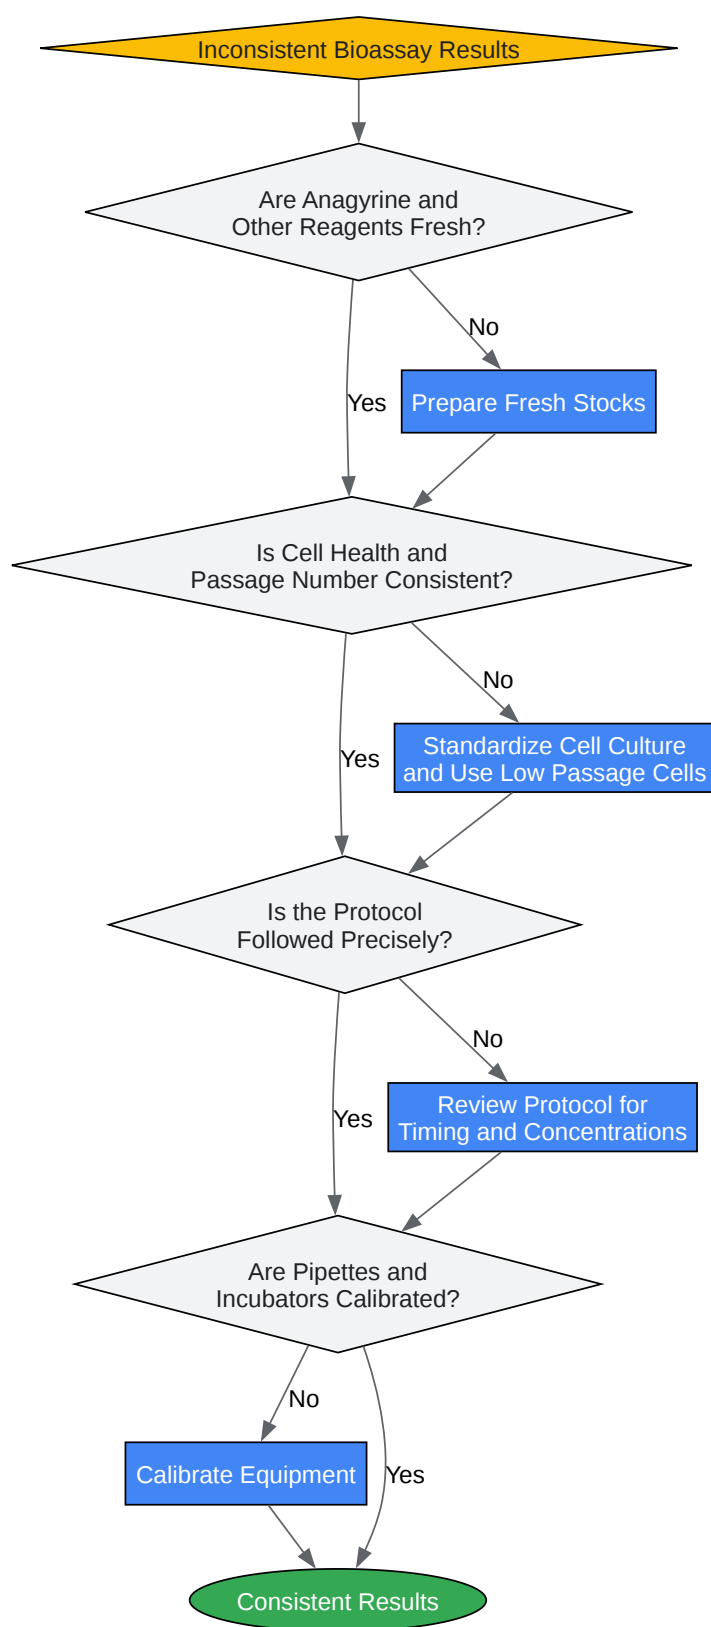 Inconsistent Bioassay Results
Are Anagyrine and
Other Reagents Fresh?
No
Yes
Prepare Fresh Stocks
Is Cell Health and
Passage Number Consistent?
No
Yes
Standardize Cell Culture
and Use Low Passage Cells
Is the Protocol
Followed Precisely?
No
Yes
Review Protocol for
Timing and Concentrations
Are Pipettes and
Incubators Calibrated?
No
Calibrate Equipment
Yes
Consistent Results